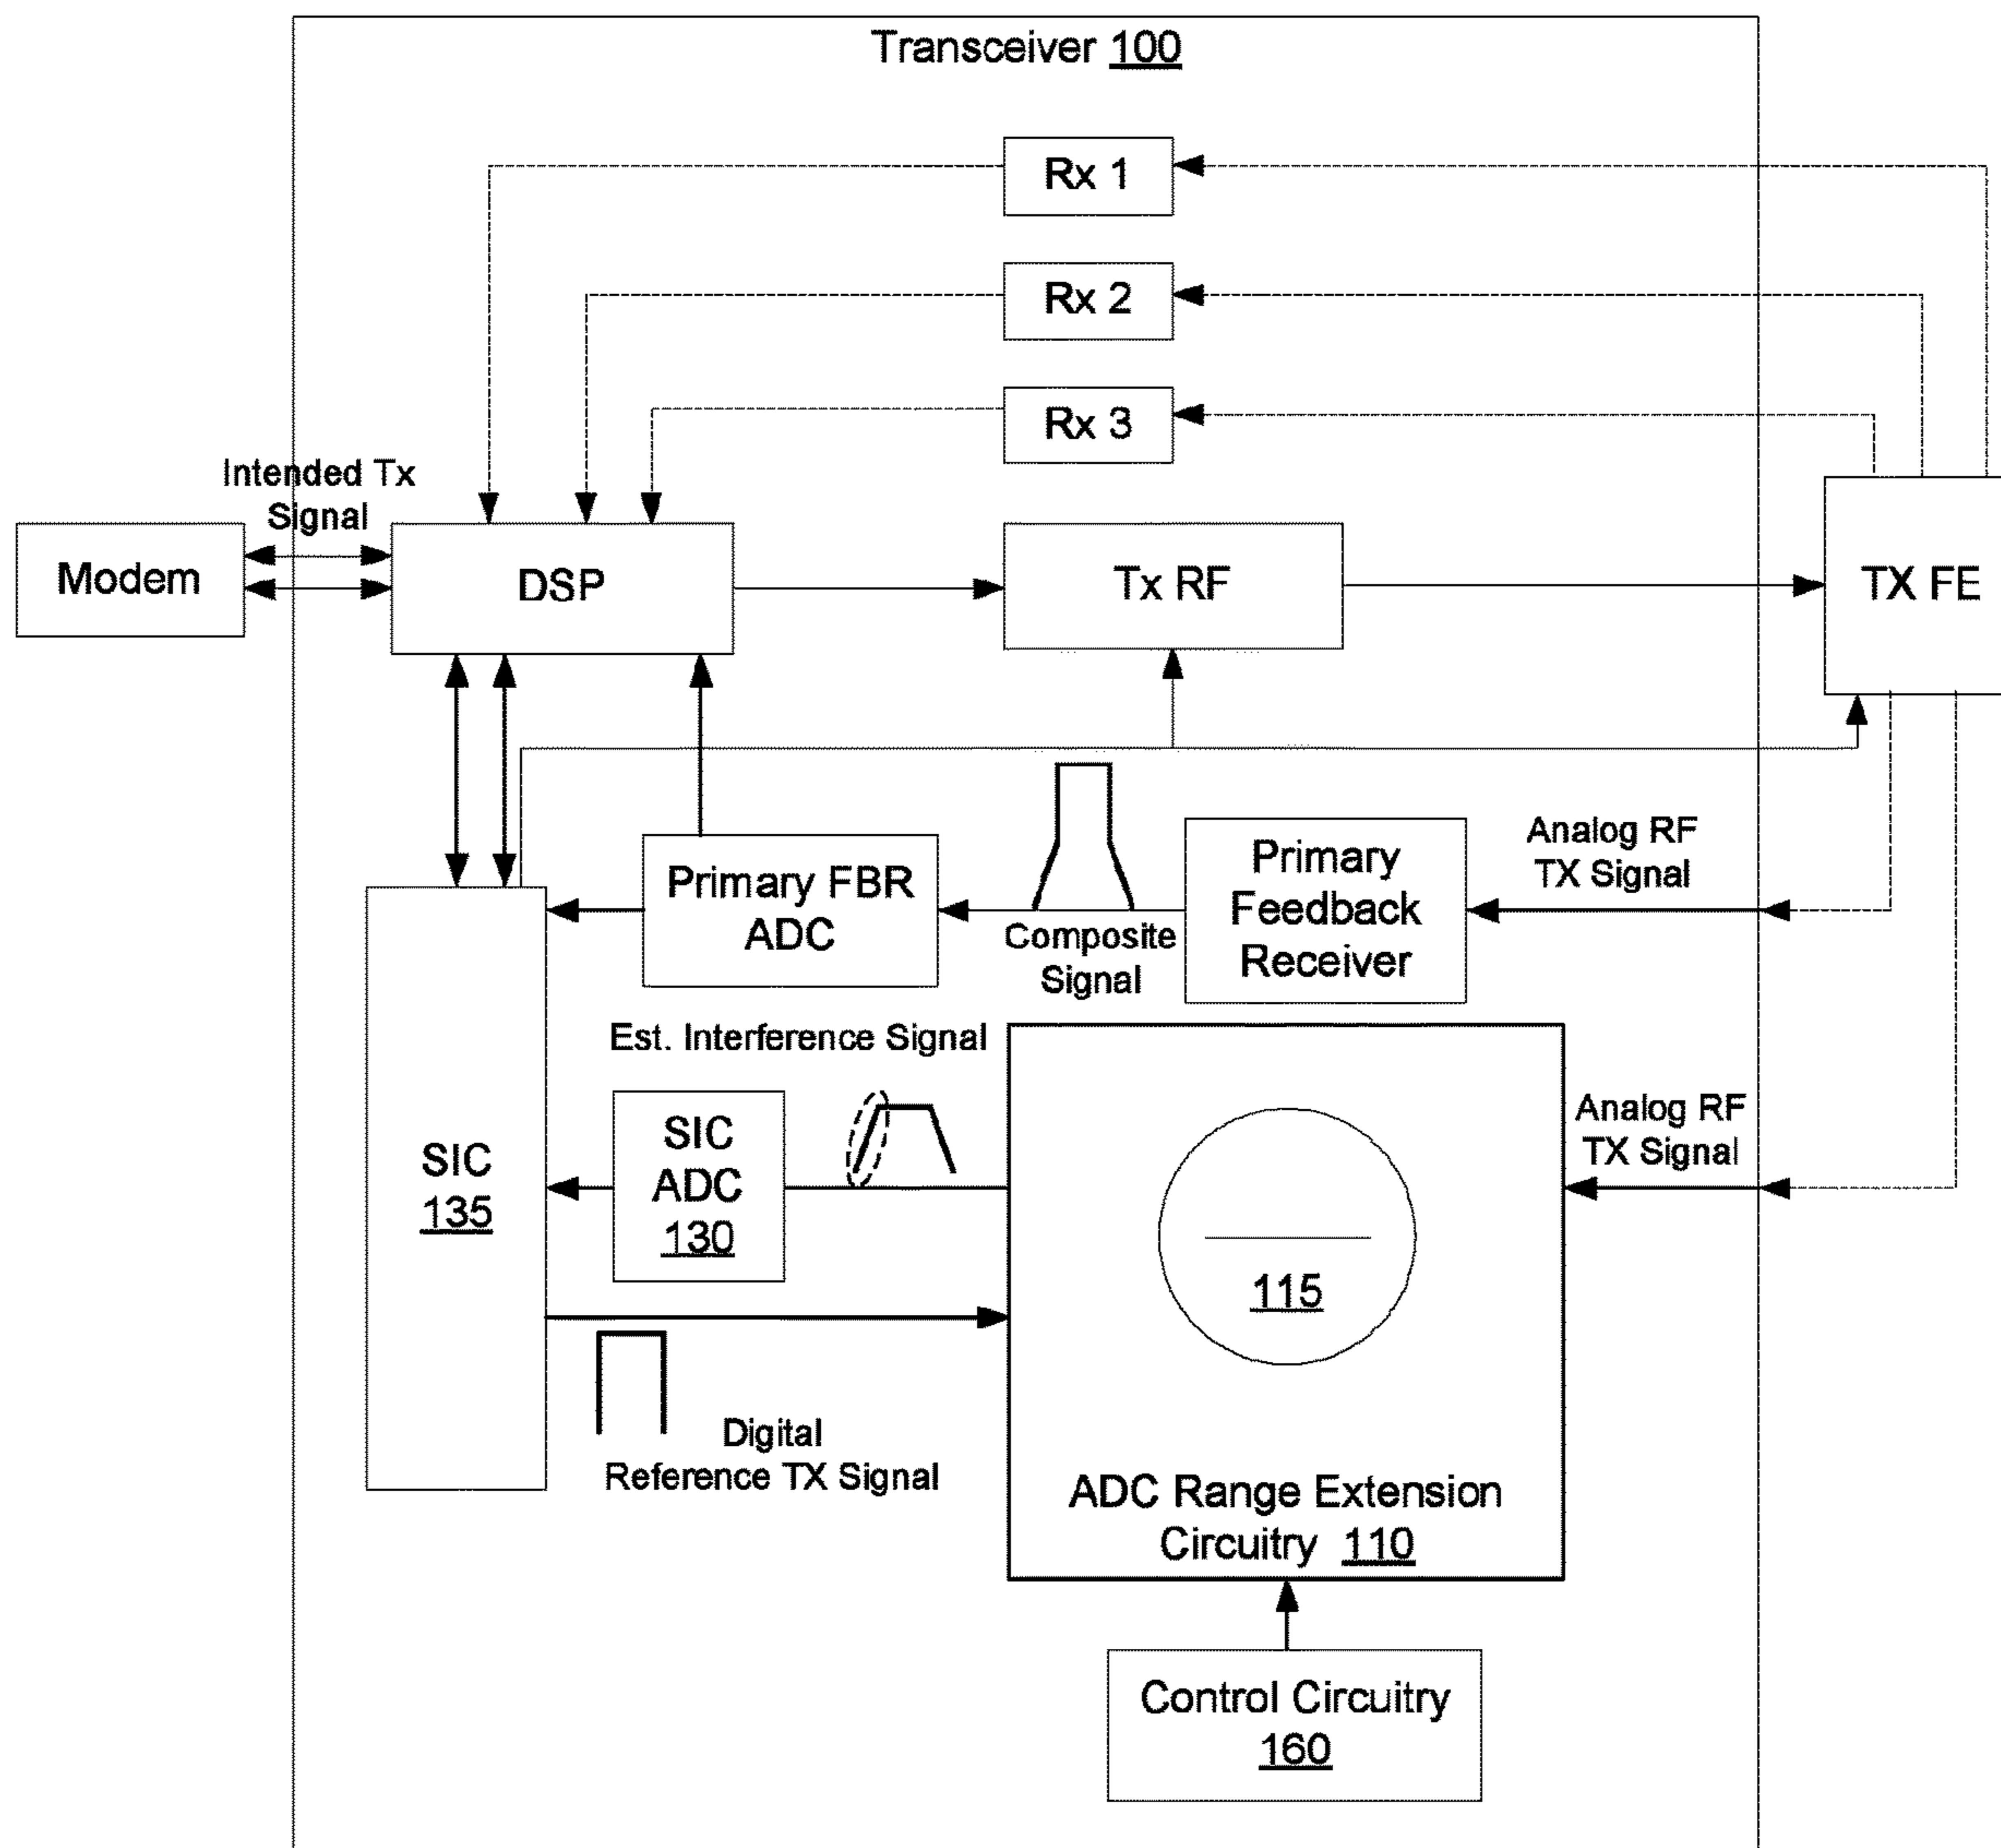 Transceiver 100
Rx 1
Rx 2
Rx 3
Intended Tx
Signal
Modem
DSP
Tx RF
TX FE
Primary FBR
ADC
Composite
Signal
Primary
Feedback
Receiver
Analog RF
TX Signal
Est. Interference Signal
SIC
135
SIC
ADC
130
115
Analog RF
TX Signal
Digital
Reference TX Signal
ADC Range Extension
Circuitry 110
Control Circuitry
160